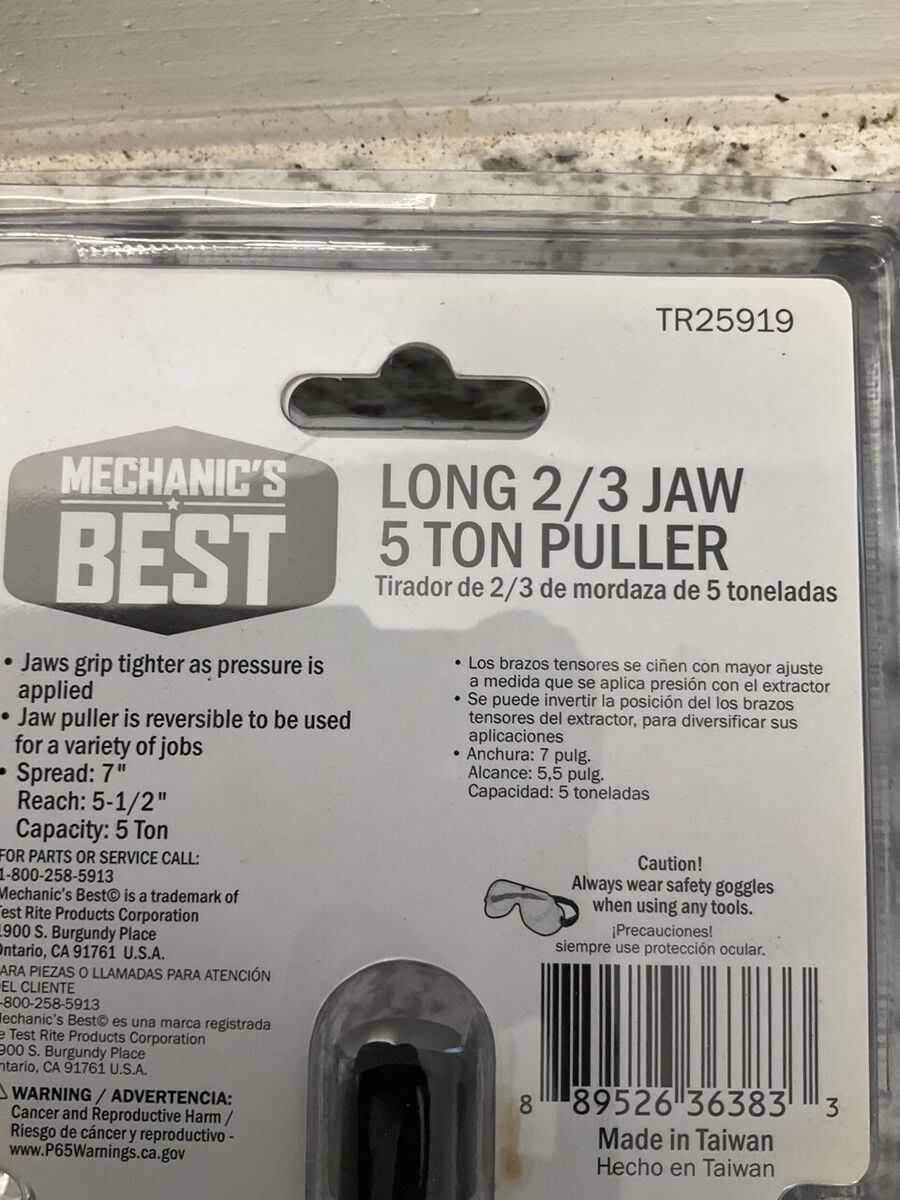 TR25919
MECHANIC'S
BEST
LONG 2/3 JAW
5 TON PULLER
Tirador de 2/3 de mordaza de 5 toneladas
• Jaws grip tighter as pressure is
applied
• Jaw puller is reversible to be used
for a variety of jobs
• Spread: 7"
Reach: 5-1/2"
Capacity: 5 Ton
FOR PARTS OR SERVICE CALL:
1-800-258-5913
Mechanic's Best© is a trademark of
Test Rite Products Corporation
1900 S. Burgundy Place
Ontario, CA 91761 U.S.A.
ARA PIEZAS O LLAMADAS PARA ATENCIÓN
EL CLIENTE
-800-258-5913
Mechanic's Best© es una marca registrada
e Test Rite Products Corporation
900 S. Burgundy Place
ntario, CA 91761 U.S.A.
⚠ WARNING / ADVERTENCIA:
Cancer and Reproductive Harm /
Riesgo de cáncer y reproductivo -
www.P65Warnings.ca.gov
• Los brazos tensores se ciñen con mayor ajuste
a medida que se aplica presión con el extractor
• Se puede invertir la posición del los brazos
tensores del extractor, para diversificar sus
aplicaciones
• Anchura: 7 pulg.
Alcance: 5,5 pulg.
Capacidad: 5 toneladas
Caution!
Always wear safety goggles
when using any tools.
¡Precauciones!
siempre use protección ocular.
8 89526 36383 3
Made in Taiwan
Hecho en Taiwan